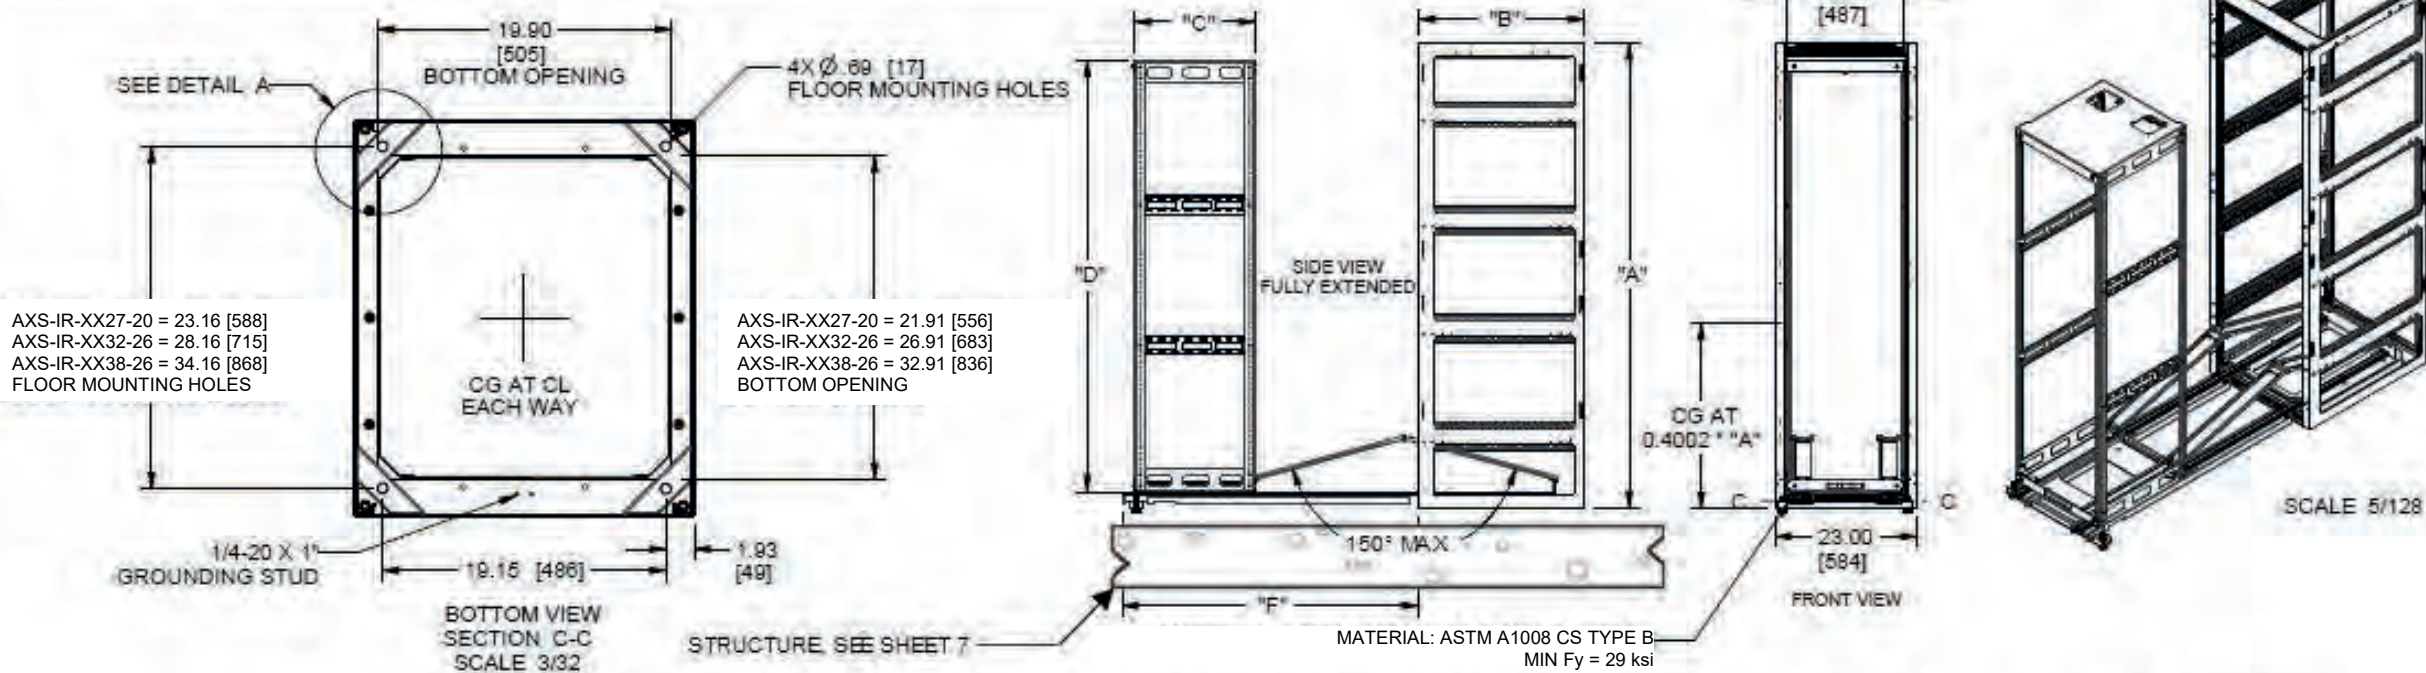 19.90
[505]
BOTTOM OPENING
SEE DETAIL A
4X Ø.69 [17]
FLOOR MOUNTING HOLES
AXS-IR-XX27-20 = 23.16 [588]
AXS-IR-XX32-26 = 28.16 [715]
AXS-IR-XX38-26 = 34.16 [868]
FLOOR MOUNTING HOLES
CG AT CL
EACH WAY
AXS-IR-XX27-20 = 21.91 [556]
AXS-IR-XX32-26 = 26.91 [683]
AXS-IR-XX38-26 = 32.91 [836]
BOTTOM OPENING
1/4-20 X 1"
GROUNDING STUD
19.15 [486]
1.93
[49]
BOTTOM VIEW
SECTION C-C
SCALE 3/32
"C"
"B"
"D"
SIDE VIEW
FULLY EXTENDED
"A"
150° MAX
"F"
STRUCTURE, SEE SHEET 7
[487]
CG AT
0.4002 * "A"
C
C
23.00
[584]
FRONT VIEW
MATERIAL: ASTM A1008 CS TYPE B
MIN Fy = 29 ksi
SCALE 5/128